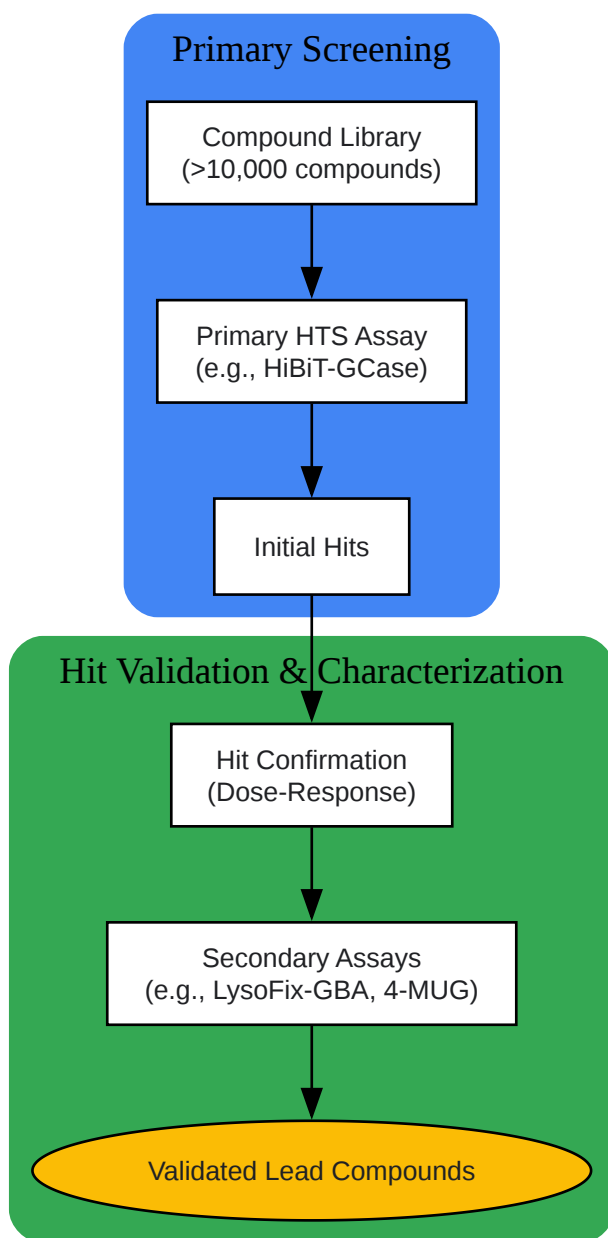 Primary Screening
Compound Library
(>10,000 compounds)
Primary HTS Assay
(e.g., HiBiT-GCase)
Initial Hits
Hit Validation & Characterization
Hit Confirmation
(Dose-Response)
Secondary Assays
(e.g., LysoFix-GBA, 4-MUG)
Validated Lead Compounds